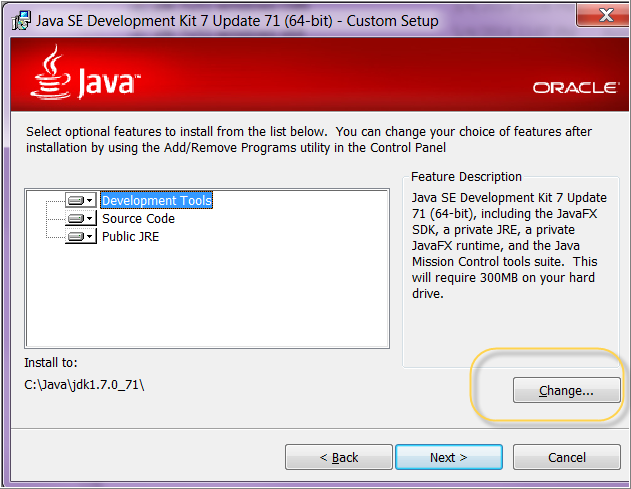 Java SE Development Kit 7 Update 71 (64-bit) - Custom Setup
Java™
ORACLE
Select optional features to install from the list below.  You can change your choice of features after
installation by using the Add/Remove Programs utility in the Control Panel
Development Tools
Source Code
Public JRE
Feature Description
Java SE Development Kit 7 Update
71 (64-bit), including the JavaFX
SDK, a private JRE, a private
JavaFX runtime, and the Java
Mission Control tools suite.  This
will require 300MB on your hard
drive.
Install to:
C:\Java\jdk1.7.0_71\
Change...
< Back
Next >
Cancel